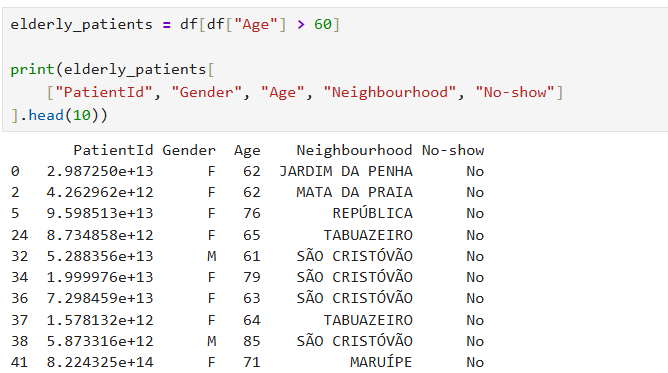 elderly_patients = df[df["Age"] > 60]
print(elderly_patients[
["PatientId", "Gender", "Age", "Neighbourhood", "No-show"]
].head(10))
PatientId Gender Age Neighbourhood No-show
0 2.987250e+13 F 62 JARDIM DA PENHA No
2 4.262962e+12 F 62 MATA DA PRAIA No
5 9.598513e+13 F 76 REPÚBLICA No
24 8.734858e+12 F 65 TABUAZEIRO No
32 5.288356e+13 M 61 SÃO CRISTÓVÃO No
34 1.999976e+13 F 79 SÃO CRISTÓVÃO No
36 7.298459e+13 F 63 SÃO CRISTÓVÃO No
37 1.578132e+12 F 64 TABUAZEIRO No
38 5.873316e+12 M 85 SÃO CRISTÓVÃO No
41 8.224325e+14 F 71 MARUÍPE No